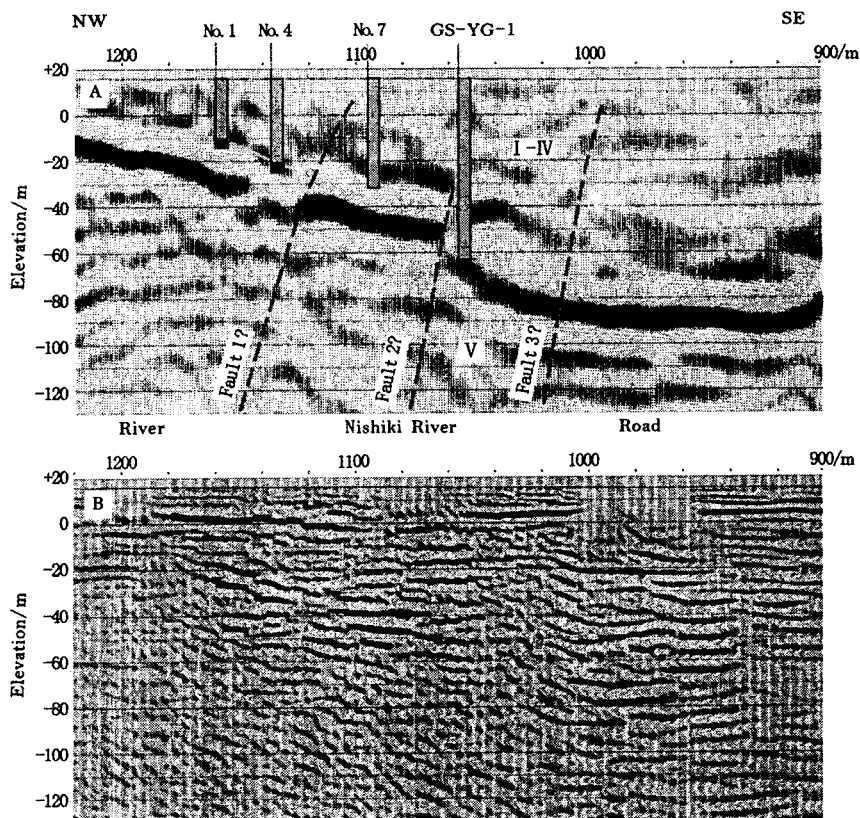 NW SE
No.1 No.4 No.7 GS-YG-1
1200 1100 1000 900/m
+20
A
0
I-IV
-20
-40
-60
-80
V
-100
-120
Elevation/m
Fault 1?
Fault 2?
Fault 3?
River Nishiki River Road
1200 1100 1000 900/m
+20
B
0
-20
-40
-60
-80
-100
-120
Elevation/m